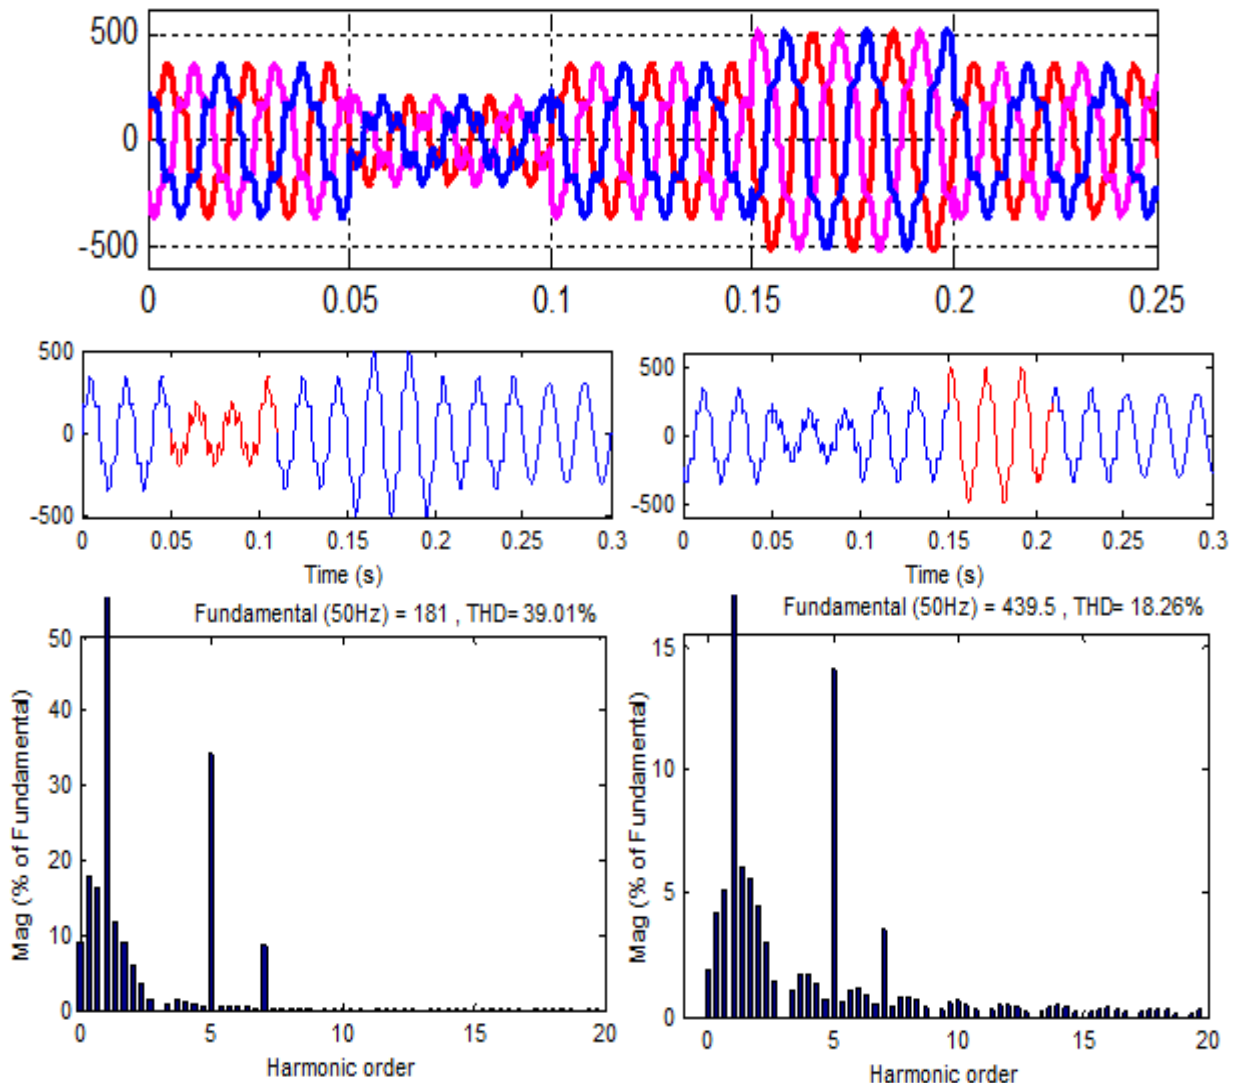 500
0
-500
0 0.05 0.1 0.15 0.2 0.25
500
0
-500
0 0.05 0.1 0.15 0.2 0.25 0.3
Time (s)
500
0
-500
0 0.05 0.1 0.15 0.2 0.25 0.3
Time (s)
Fundamental (50Hz) = 181 , THD= 39.01%
Mag (% of Fundamental)
50
40
30
20
10
0
0 5 10 15 20
Harmonic order
Fundamental (50Hz) = 439.5 , THD= 18.26%
Mag (% of Fundamental)
15
10
5
0
0 5 10 15 20
Harmonic order